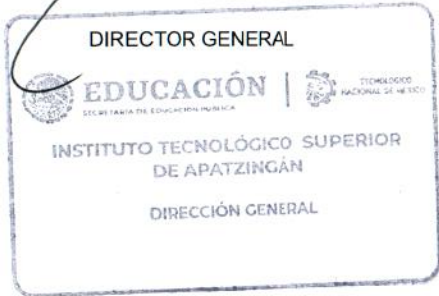 DIRECTOR GENERAL
EDUCACIÓN
SECRETARÍA DE EDUCACIÓN PÚBLICA
TECNOLÓGICO
NACIONAL DE MÉXICO
INSTITUTO TECNOLÓGICO SUPERIOR
DE APATZINGÁN
DIRECCIÓN GENERAL